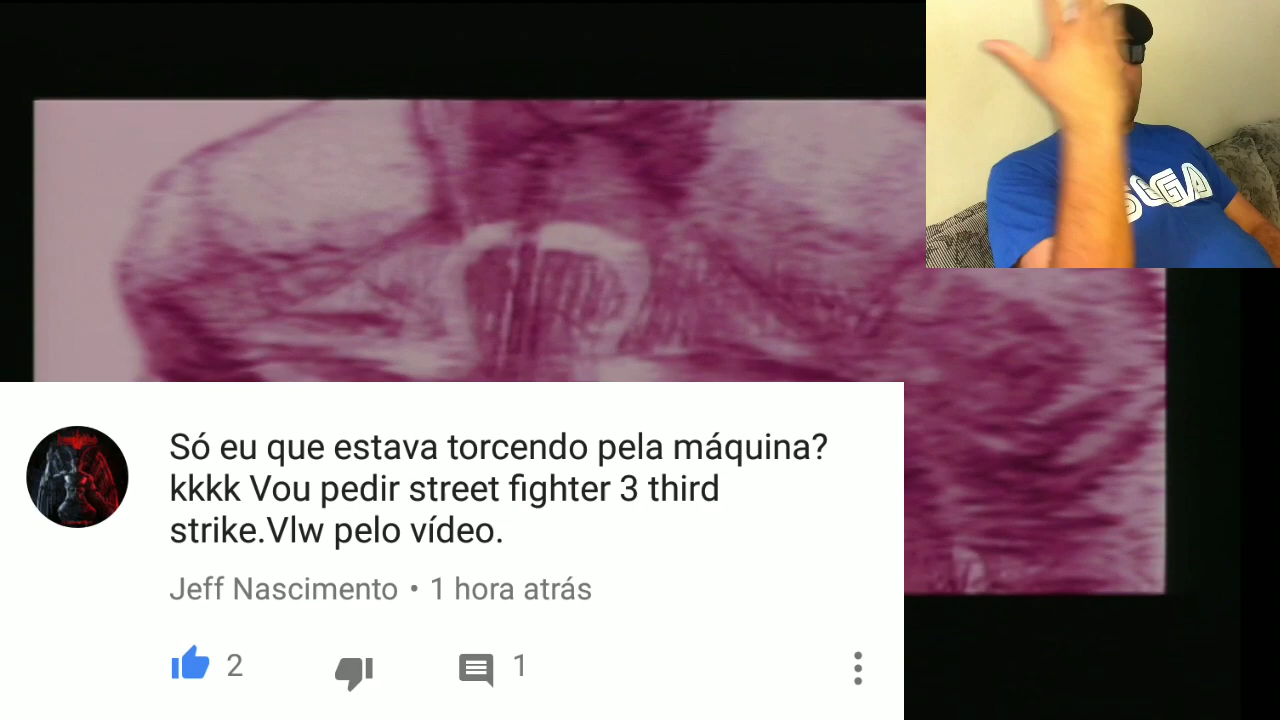 SEGA
Só eu que estava torcendo pela máquina?
kkkk Vou pedir street fighter 3 third
strike.Vlw pelo vídeo.
Jeff Nascimento • 1 hora atrás
2
1